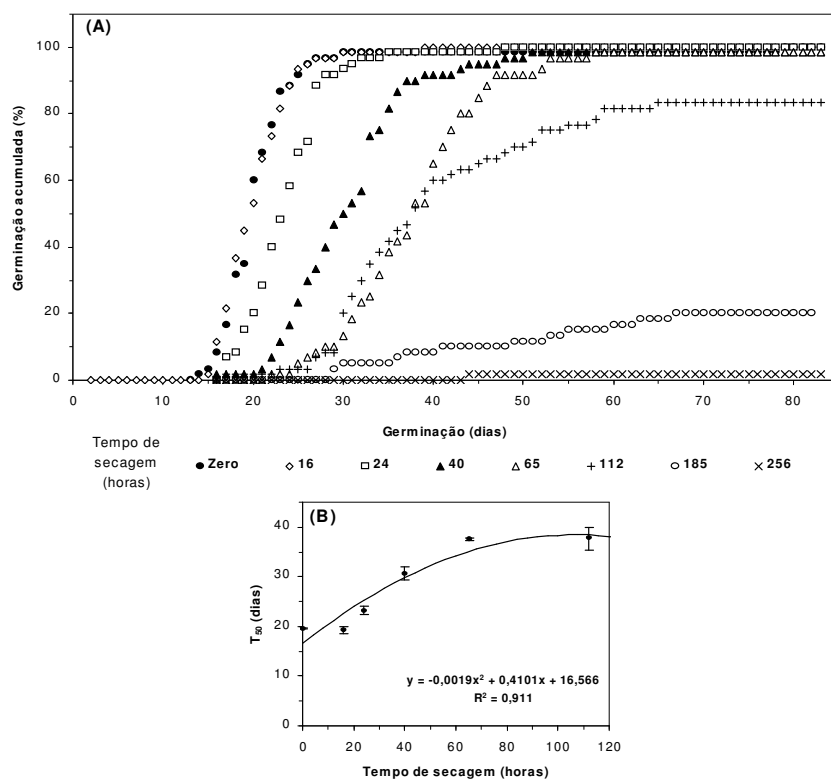 (A)
100
80
60
40
20
0
Germinação acumulada (%)
0 10 20 30 40 50 60 70 80
Germinação (dias)
Tempo de
secagem
(horas)
Zero 16 24 40 65 112 185 256
(B)
40
30
20
10
0
T₅₀ (dias)
y = -0,0019x² + 0,4101x + 16,566
R² = 0,911
0 20 40 60 80 100 120
Tempo de secagem (horas)